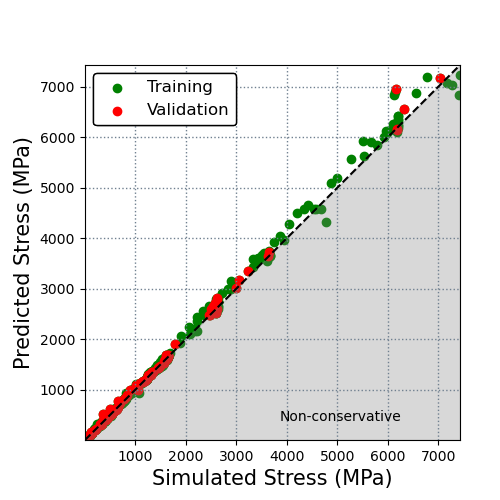 Training
Validation
7000
6000
5000
4000
3000
2000
1000
Predicted Stress (MPa)
Non-conservative
1000 2000 3000 4000 5000 6000 7000
Simulated Stress (MPa)